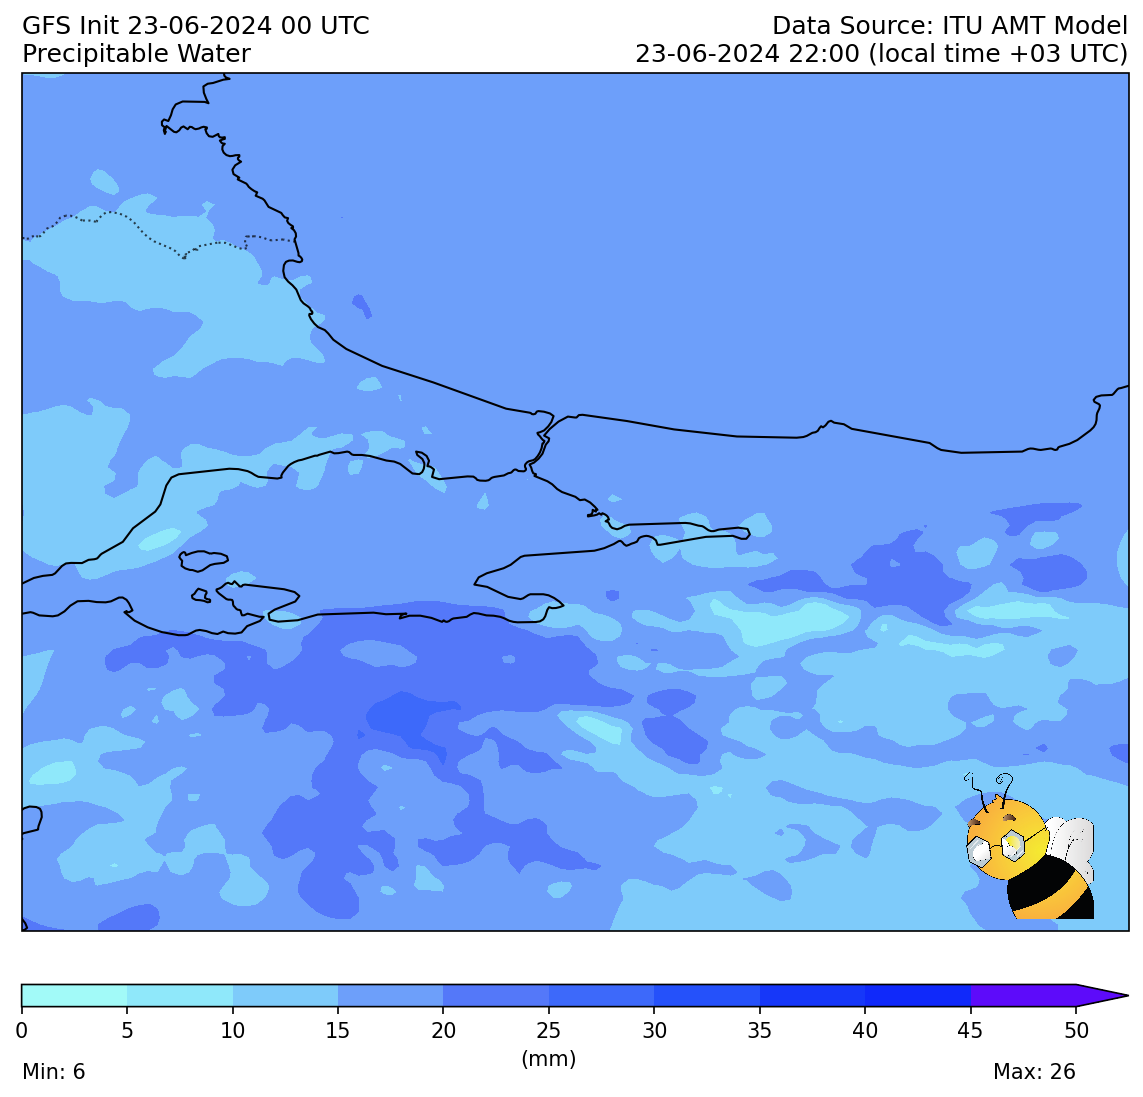 GFS Init 23-06-2024 00 UTC
Data Source: ITU AMT Model
Precipitable Water
23-06-2024 22:00 (local time +03 UTC)
0 5 10 15 20 25 30 35 40 45 50
(mm)
Min: 6
Max: 26